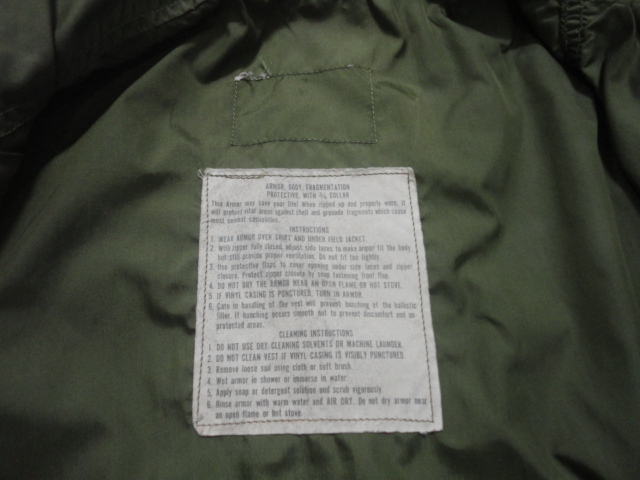 ARMOR, BODY, FRAGMENTATION
PROTECTIVE, WITH 3/4 COLLAR
This Armor may save your life! When zipped up and properly worn, it
will protect vital areas against shell and grenade fragments which cause
most combat casualties.
INSTRUCTIONS
1. WEAR ARMOR OVER SHIRT AND UNDER FIELD JACKET.
2. With zipper fully closed, adjust side laces to make armor fit the body
but still provide proper ventilation. Do not fit too tightly.
3. Use protective flaps to cover opening under side laces and zipper
closure. Protect zipper closure by snap fastening front flap.
4. DO NOT DRY THE ARMOR NEAR AN OPEN FLAME OR HOT STOVE.
5. IF VINYL CASING IS PUNCTURED, TURN IN ARMOR.
6. Care in handling of the vest will prevent bunching of the ballistic
filler. If bunching occurs smooth out to prevent discomfort and un-
protected areas.
CLEANING INSTRUCTIONS
1. DO NOT USE DRY CLEANING SOLVENTS OR MACHINE LAUNDER.
2. DO NOT CLEAN VEST IF VINYL CASING IS VISIBLY PUNCTURED.
3. Remove loose soil using cloth or soft brush.
4. Wet armor in shower or immerse in water.
5. Apply soap or detergent solution and scrub vigorously.
6. Rinse armor with warm water and AIR DRY. Do not dry armor near
an open flame or hot stove.